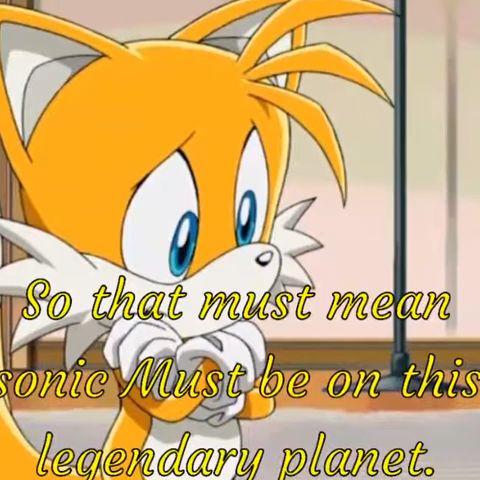 So that must mean
sonic Must be on this
legendary planet.